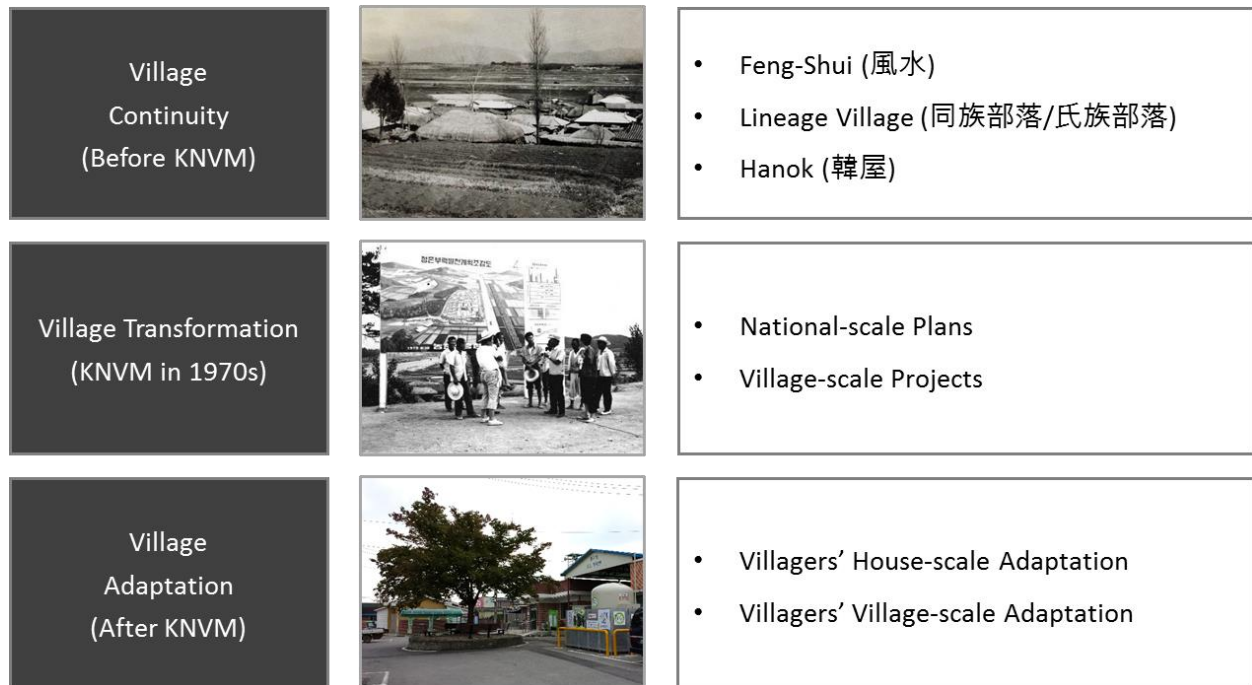 Village
Continuity
(Before KNVM)
• Feng-Shui (風水)
• Lineage Village (同族部落/氏族部落)
• Hanok (韓屋)
Village Transformation
(KNVM in 1970s)
• National-scale Plans
• Village-scale Projects
Village
Adaptation
(After KNVM)
• Villagers’ House-scale Adaptation
• Villagers’ Village-scale Adaptation